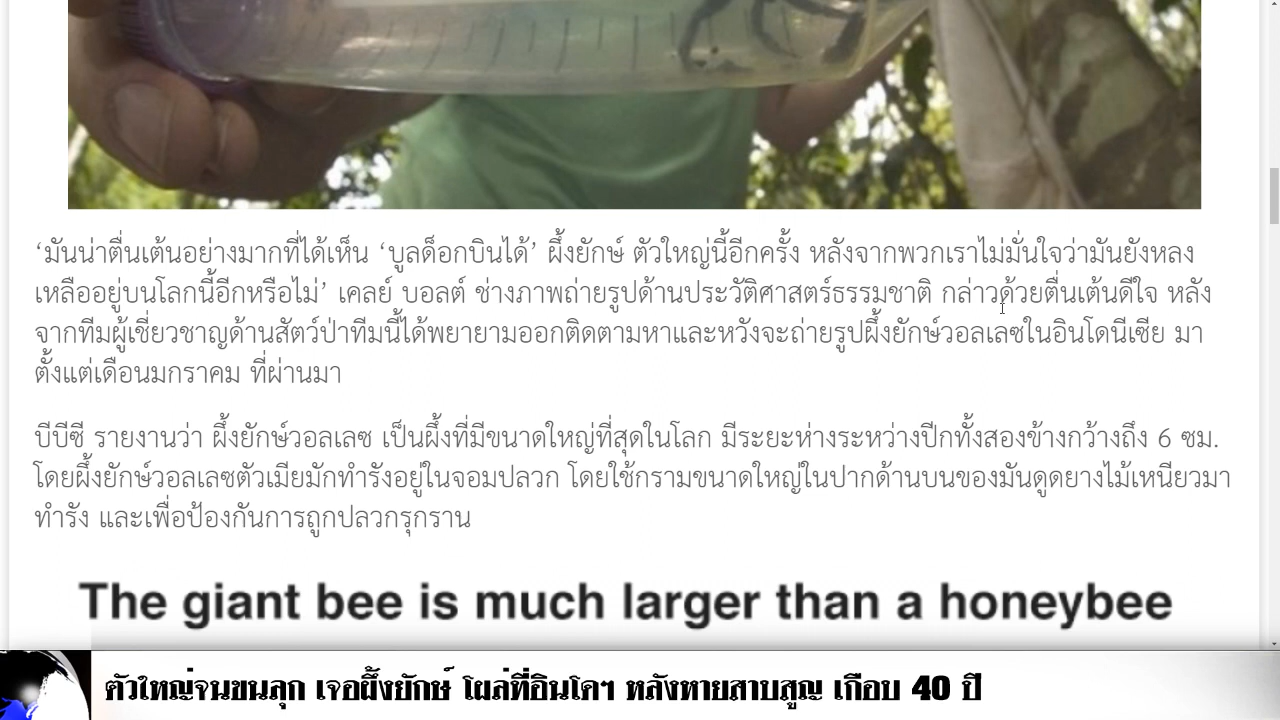 ‘มันน่าตื่นเต้นอย่างมากที่ได้เห็น ‘บูลด็อกบินได้’ ผึ้งยักษ์ ตัวใหญ่นี้อีกครั้ง หลังจากพวกเราไม่มั่นใจว่ามันยังหลง
เหลืออยู่บนโลกนี้อีกหรือไม่’ เคลย์ บอลต์ ช่างภาพถ่ายรูปด้านประวัติศาสตร์ธรรมชาติ กล่าวด้วยตื่นเต้นดีใจ หลัง
จากทีมผู้เชี่ยวชาญด้านสัตว์ป่าทีมนี้ได้พยายามออกติดตามหาและหวังจะถ่ายรูปผึ้งยักษ์วอลเลซในอินโดนีเซีย มา
ตั้งแต่เดือนมกราคม ที่ผ่านมา
บีบีซี รายงานว่า ผึ้งยักษ์วอลเลซ เป็นผึ้งที่มีขนาดใหญ่ที่สุดในโลก มีระยะห่างระหว่างปีกทั้งสองข้างกว้างถึง 6 ซม.
โดยผึ้งยักษ์วอลเลซตัวเมียมักทำรังอยู่ในจอมปลวก โดยใช้กรามขนาดใหญ่ในปากด้านบนของมันดูดยางไม้เหนียวมา
ทำรัง และเพื่อป้องกันการถูกปลวกรุกราน
The giant bee is much larger than a honeybee
ตัวใหญ่จนขนลุก เจอผึ้งยักษ์ โผล่ที่อินโดฯ หลังหายสาบสูญ เกือบ 40 ปี